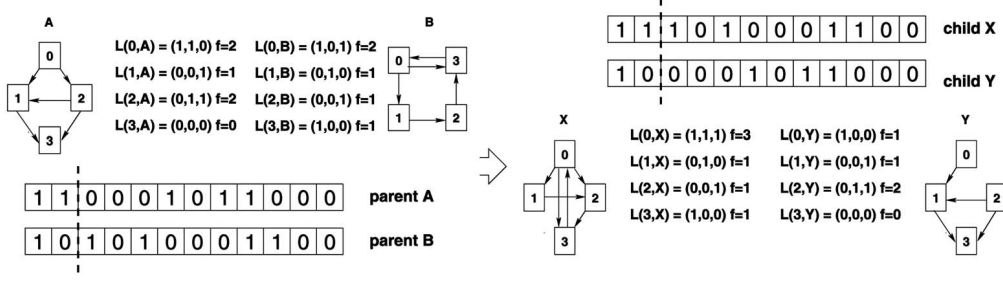 A
B
0
1
2
3
L(0,A) = (1,1,0) f=2 L(0,B) = (1,0,1) f=2
L(1,A) = (0,0,1) f=1 L(1,B) = (0,1,0) f=1
L(2,A) = (0,1,1) f=2 L(2,B) = (0,0,1) f=1
L(3,A) = (0,0,0) f=0 L(3,B) = (1,0,0) f=1
0 3
1 2
1 1 0 0 0 1 0 1 1 0 0 0 parent A
1 0 1 0 1 0 0 0 1 1 0 0 parent B
1 1 1 0 1 0 0 0 1 1 0 0 child X
1 0 0 0 0 1 0 1 1 0 0 0 child Y
X
0
1 2
3
L(0,X) = (1,1,1) f=3 L(0,Y) = (1,0,0) f=1
L(1,X) = (0,1,0) f=1 L(1,Y) = (0,0,1) f=1
L(2,X) = (0,0,1) f=1 L(2,Y) = (0,1,1) f=2
L(3,X) = (1,0,0) f=1 L(3,Y) = (0,0,0) f=0
Y
0
1 2
3